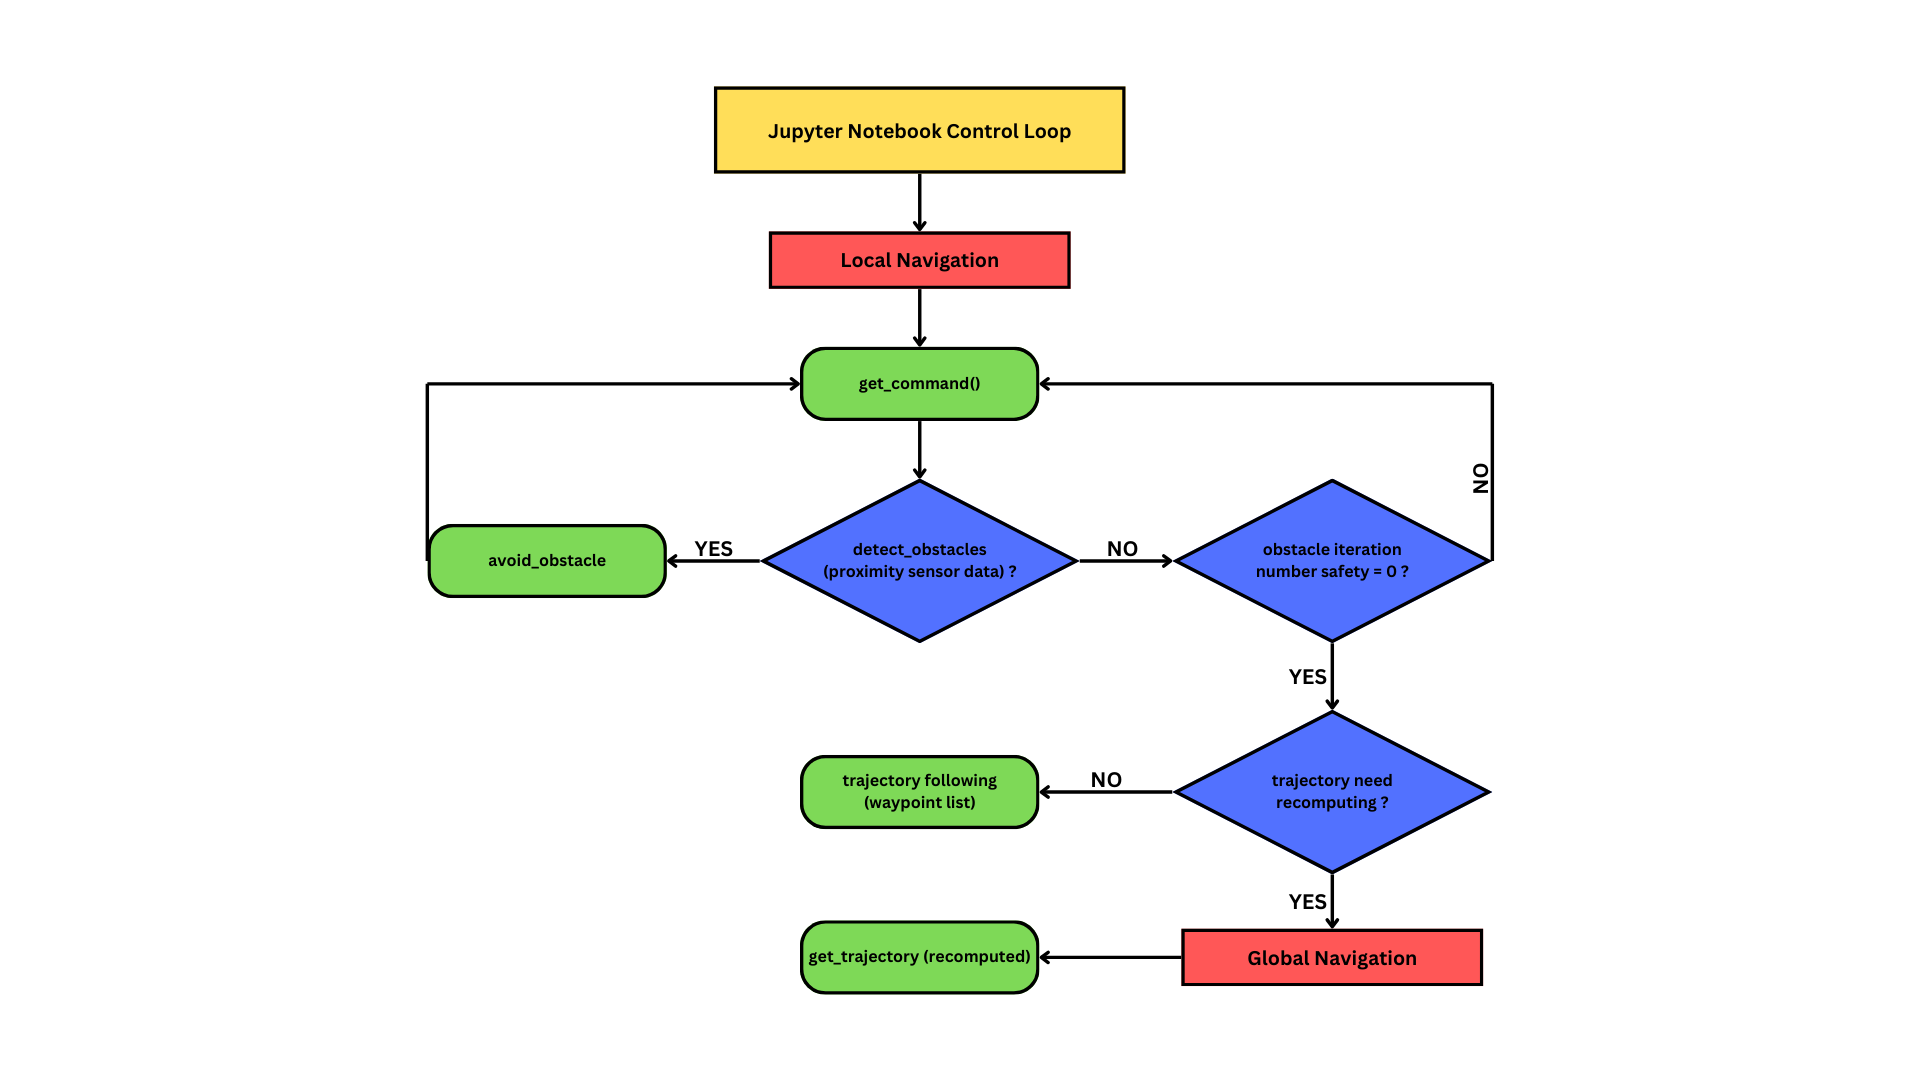 Jupyter Notebook Control Loop
Local Navigation
get_command()
NO
avoid_obstacle
YES
detect_obstacles
(proximity sensor data) ?
NO
obstacle iteration
number safety = 0 ?
YES
trajectory following
(waypoint list)
NO
trajectory need
recomputing ?
YES
get_trajectory (recomputed)
Global Navigation